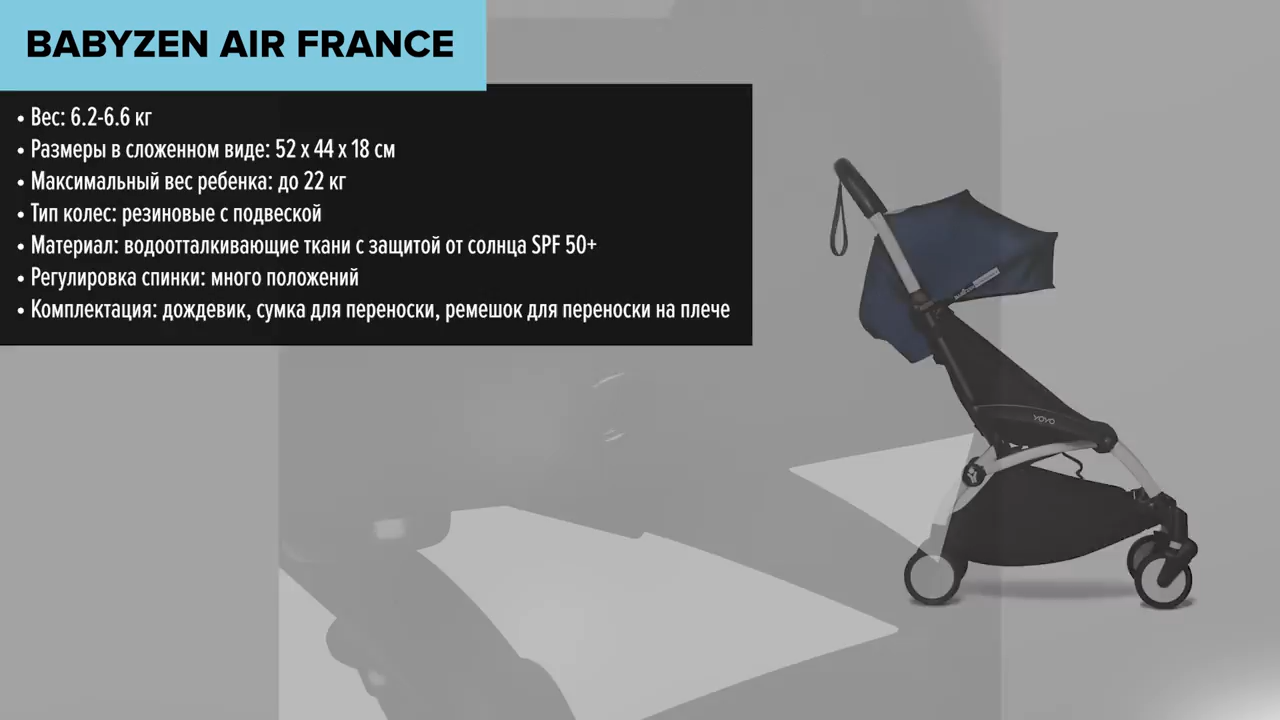 BABYZEN AIR FRANCE
• Вес: 6.2-6.6 кг
• Размеры в сложенном виде: 52 x 44 x 18 см
• Максимальный вес ребенка: до 22 кг
• Тип колес: резиновые с подвеской
• Материал: водоотталкивающие ткани с защитой от солнца SPF 50+
• Регулировка спинки: много положений
• Комплектация: дождевик, сумка для переноски, ремешок для переноски на плече
YOYO